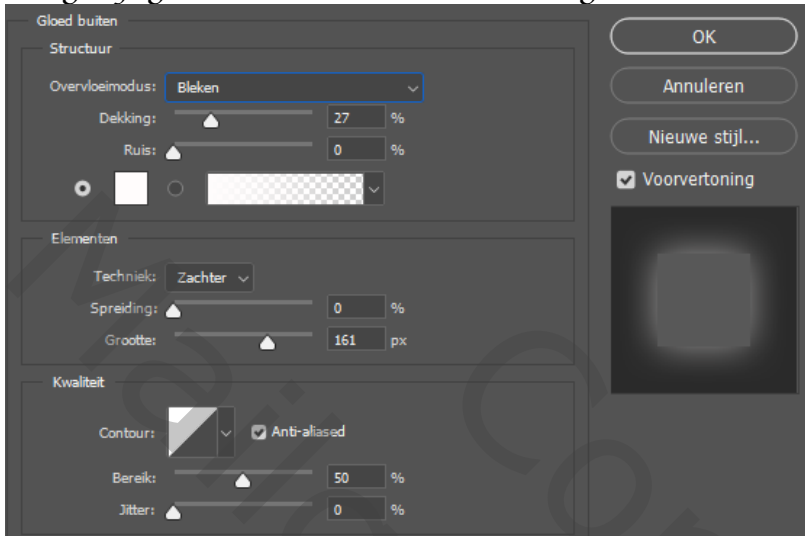 Gloed buiten
Structuur
Overvloeimodus: Bleken
Dekking: 27 %
Ruis: 0 %
Elementen
Techniek: Zachter
Spreiding: 0 %
Grootte: 161 px
Kwaliteit
Contour: Anti-aliased
Bereik: 50 %
Jitter: 0 %
OK
Annuleren
Nieuwe stijl...
Voorvertoning